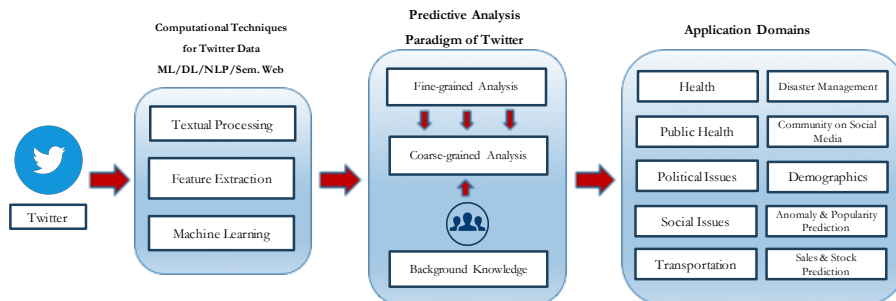 Computational Techniques
for Twitter Data
ML/DL/NLP/Sem. Web
Textual Processing
Feature Extraction
Machine Learning
Twitter
Predictive Analysis
Paradigm of Twitter
Fine-grained Analysis
Coarse-grained Analysis
Background Knowledge
Application Domains
Health
Disaster Management
Public Health
Community on Social
Media
Political Issues
Demographics
Social Issues
Anomaly & Popularity
Prediction
Transportation
Sales & Stock
Prediction